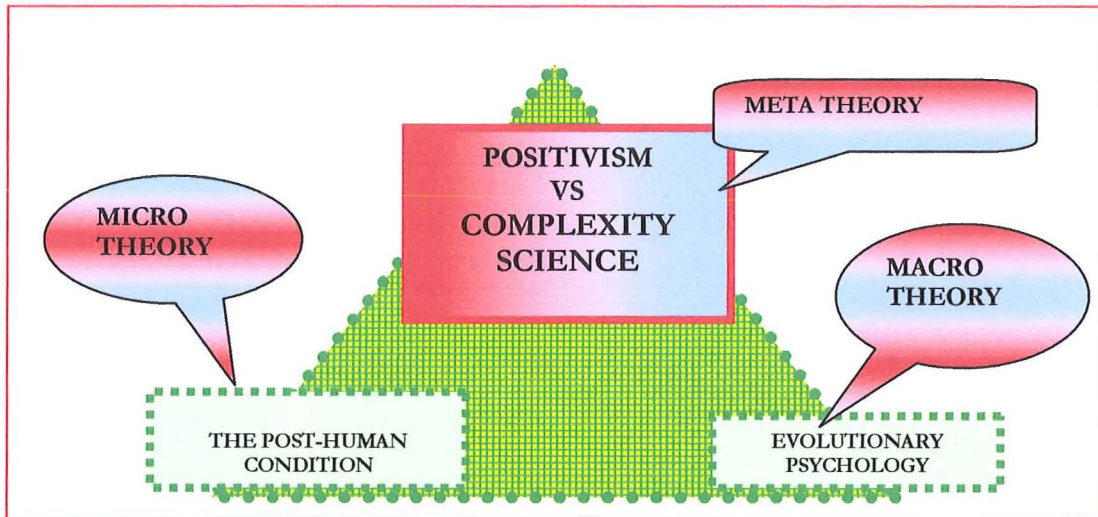 META THEORY
POSITIVISM
VS
COMPLEXITY
SCIENCE
MICRO
THEORY
MACRO
THEORY
THE POST-HUMAN
CONDITION
EVOLUTIONARY
PSYCHOLOGY